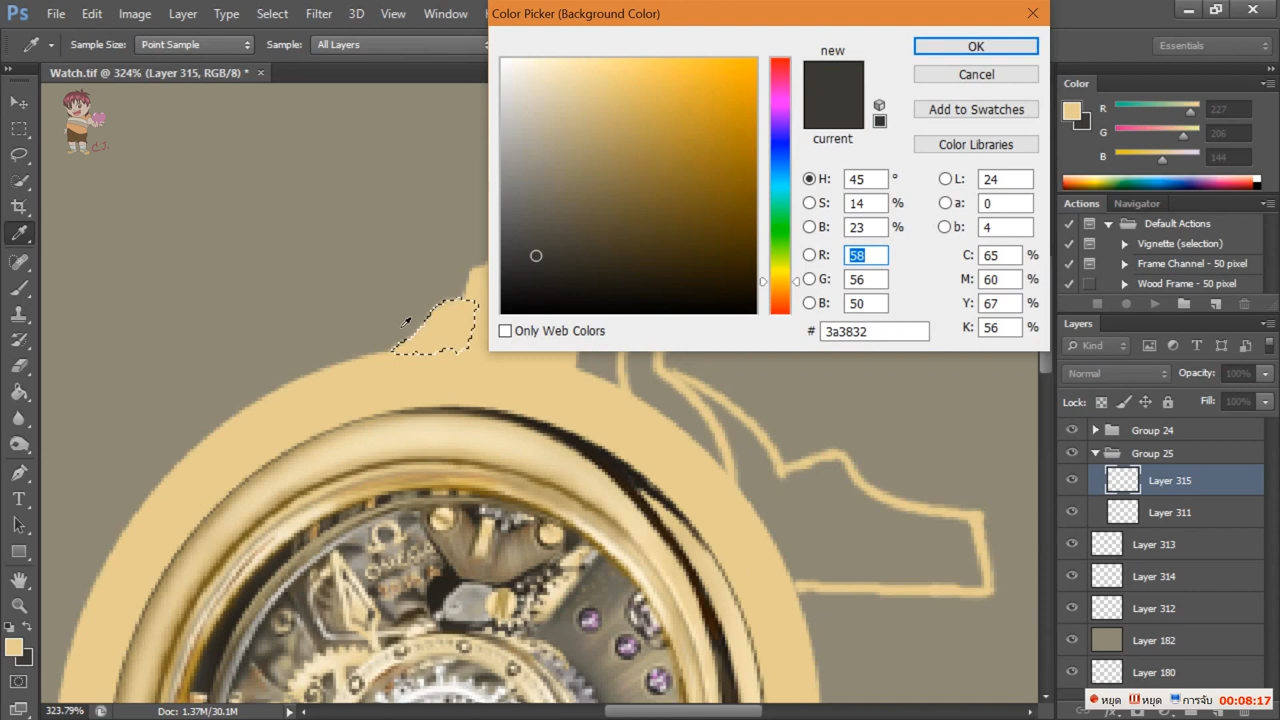 Ps File Edit Image Layer Type Select Filter 3D View Window
Color Picker (Background Color)
Sample Size: Point Sample Sample: All Layers
Essentials
Watch.tif @ 324% (Layer 315, RGB/8) * ×
C.J.
new
current
OK
Cancel
Add to Swatches
Color Libraries
H: 45 °
S: 14 %
B: 23 %
R: 58
G: 56
B: 50
L: 24
a: 0
b: 4
C: 65 %
M: 60 %
Y: 67 %
K: 56 %
Only Web Colors
# 3a3832
Color
R 227
G 206
B 144
Actions Navigator
Default Actions
Vignette (selection)
Frame Channel - 50 pixel
Wood Frame - 50 pixel
Layers
Kind
Normal Opacity: 100%
Lock: Fill: 100%
Group 24
Group 25
Layer 315
Layer 311
Layer 313
Layer 314
Layer 312
Layer 182
Layer 180
OMEGA
323.79% Doc: 1.37M/30.1M
หยุด หยุด การจับ 00:08:17